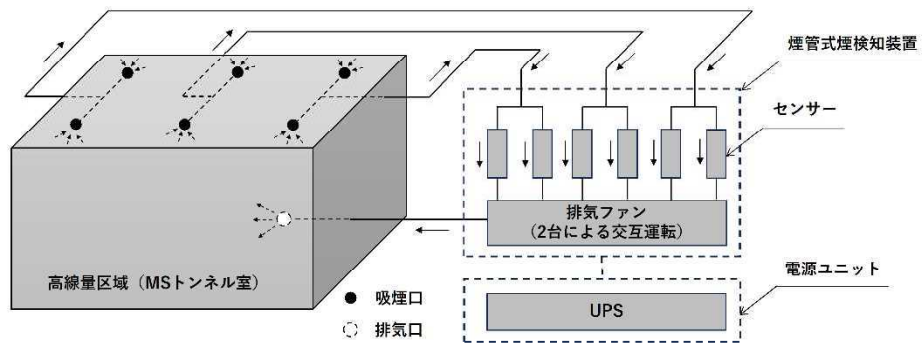 煙管式煙検知装置
センサー
排気ファン
（2台による交互運転）
電源ユニット
UPS
高線量区域（MSトンネル室）
吸煙口
排気口